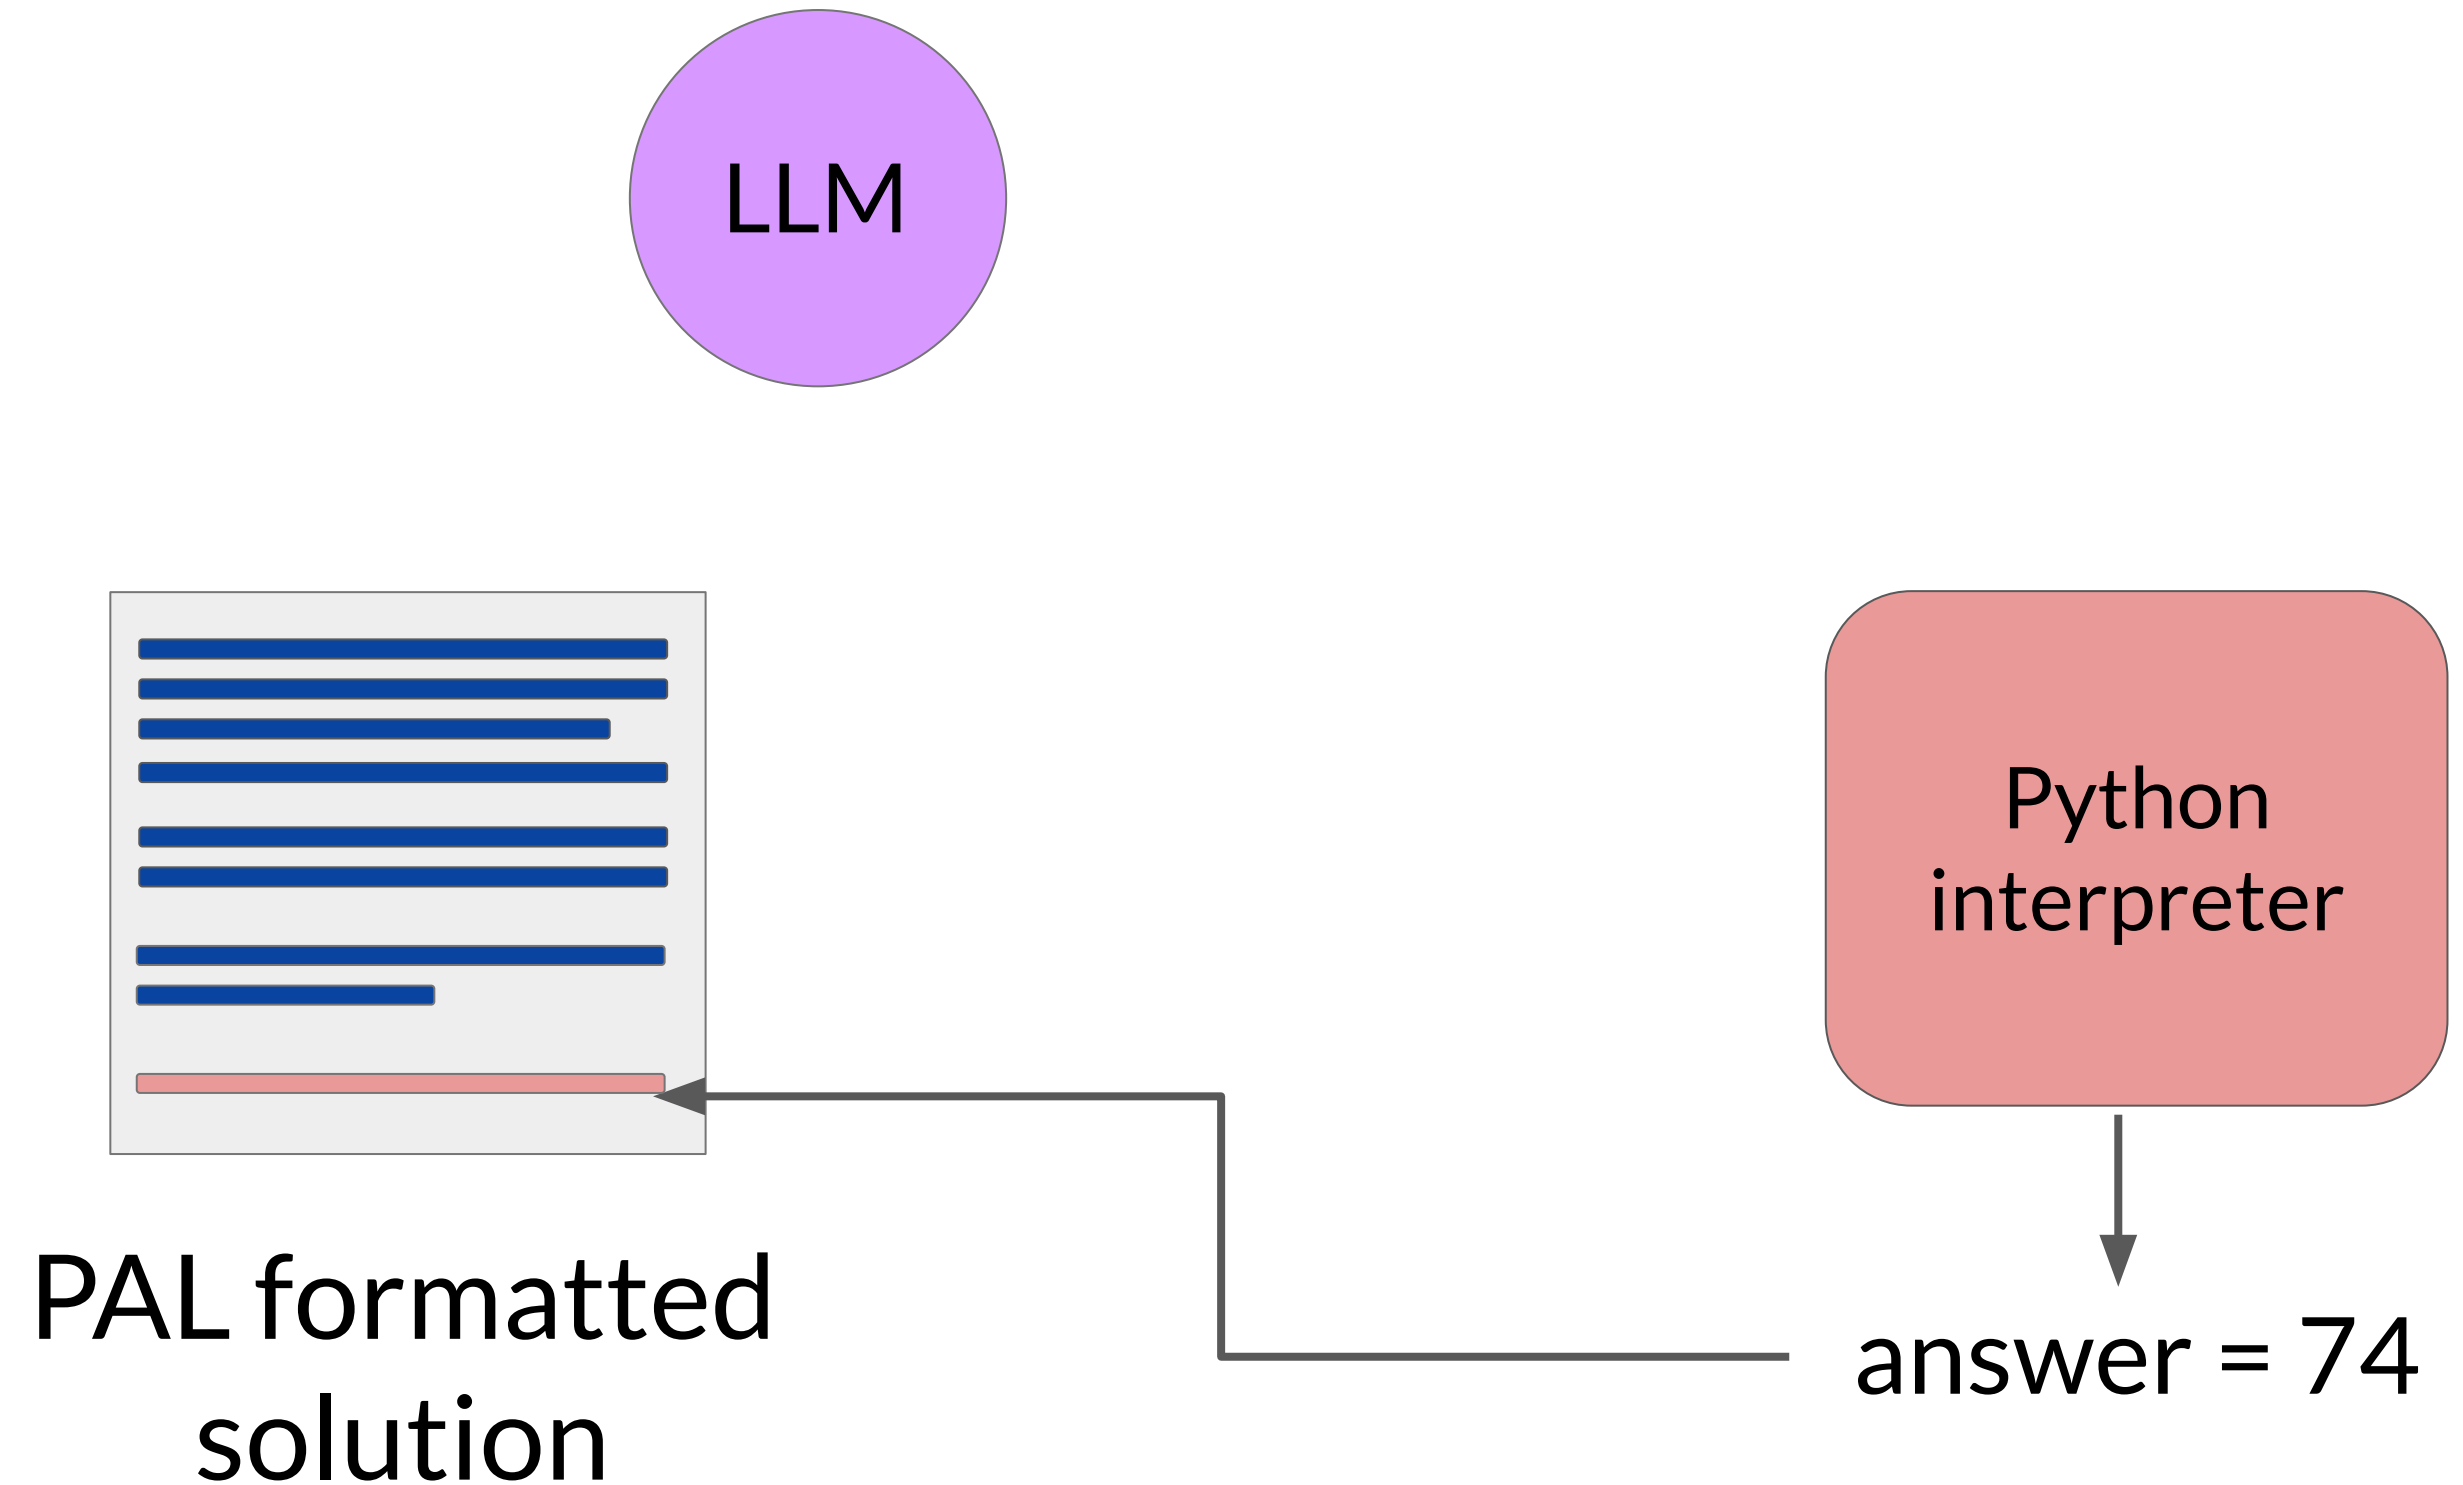 LLM
Python
interpreter
PAL formatted
solution
answer = 74